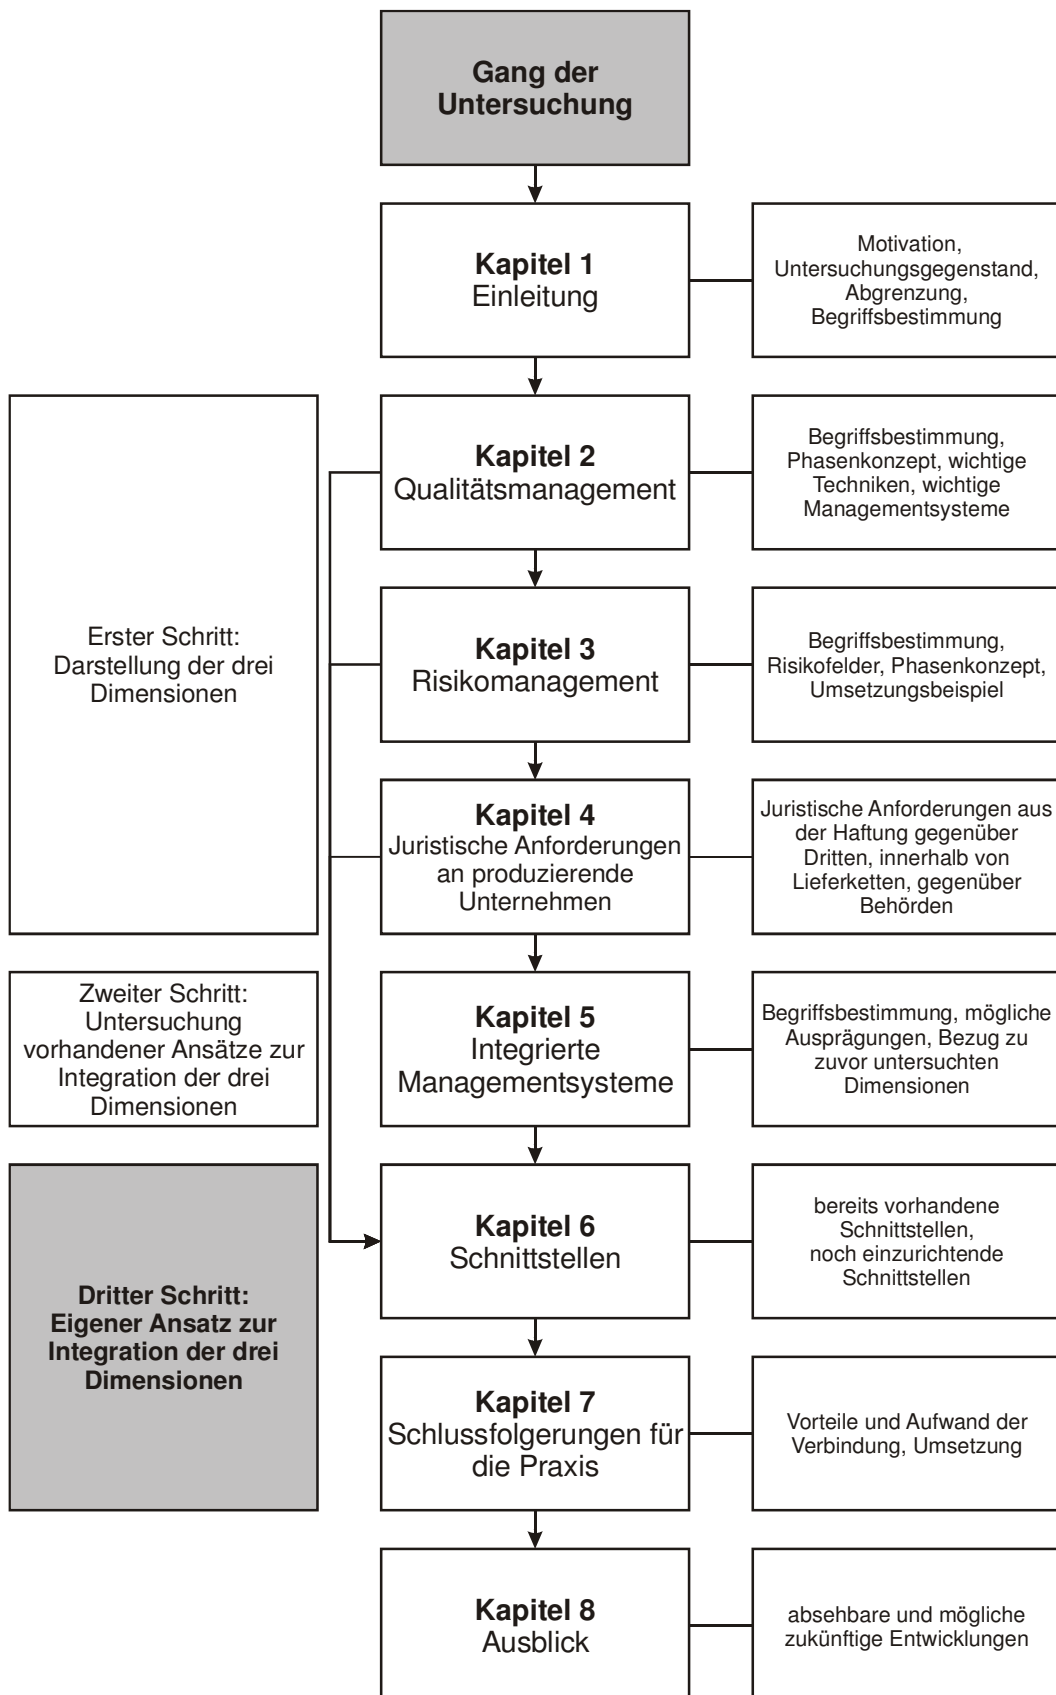 Gang der
Untersuchung
Kapitel 1
Einleitung
Motivation,
Untersuchungsgegenstand,
Abgrenzung,
Begriffsbestimmung
Erster Schritt:
Darstellung der drei
Dimensionen
Kapitel 2
Qualitätsmanagement
Begriffsbestimmung,
Phasenkonzept, wichtige
Techniken, wichtige
Managementsysteme
Kapitel 3
Risikomanagement
Begriffsbestimmung,
Risikofelder, Phasenkonzept,
Umsetzungsbeispiel
Kapitel 4
Juristische Anforderungen
an produzierende
Unternehmen
Juristische Anforderungen aus
der Haftung gegenüber
Dritten, innerhalb von
Lieferketten, gegenüber
Behörden
Zweiter Schritt:
Untersuchung
vorhandener Ansätze zur
Integration der drei
Dimensionen
Kapitel 5
Integrierte
Managementsysteme
Begriffsbestimmung, mögliche
Ausprägungen, Bezug zu
zuvor untersuchten
Dimensionen
Dritter Schritt:
Eigener Ansatz zur
Integration der drei
Dimensionen
Kapitel 6
Schnittstellen
bereits vorhandene
Schnittstellen,
noch einzurichtende
Schnittstellen
Kapitel 7
Schlussfolgerungen für
die Praxis
Vorteile und Aufwand der
Verbindung, Umsetzung
Kapitel 8
Ausblick
absehbare und mögliche
zukünftige Entwicklungen